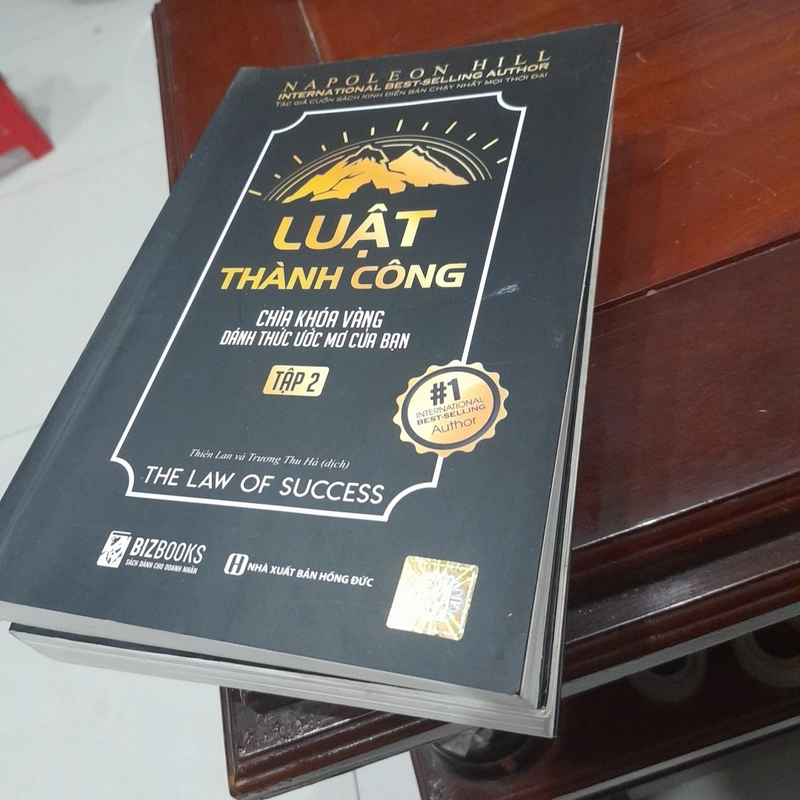 NAPOLEON HILL
INTERNATIONAL BEST-SELLING AUTHOR
TÁC GIẢ CUỐN SÁCH KINH ĐIỂN BÁN CHẠY NHẤT MỌI THỜI ĐẠI
LUẬT
THÀNH CÔNG
CHÌA KHÓA VÀNG
ĐÁNH THỨC ƯỚC MƠ CỦA BẠN
TẬP 2
#1
INTERNATIONAL
BEST-SELLING
Author
Thiên Lan và Trương Thu Hà (dịch)
THE LAW OF SUCCESS
BIZBOOKS
SÁCH DÀNH CHO DOANH NHÂN
NHÀ XUẤT BẢN HỒNG ĐỨC